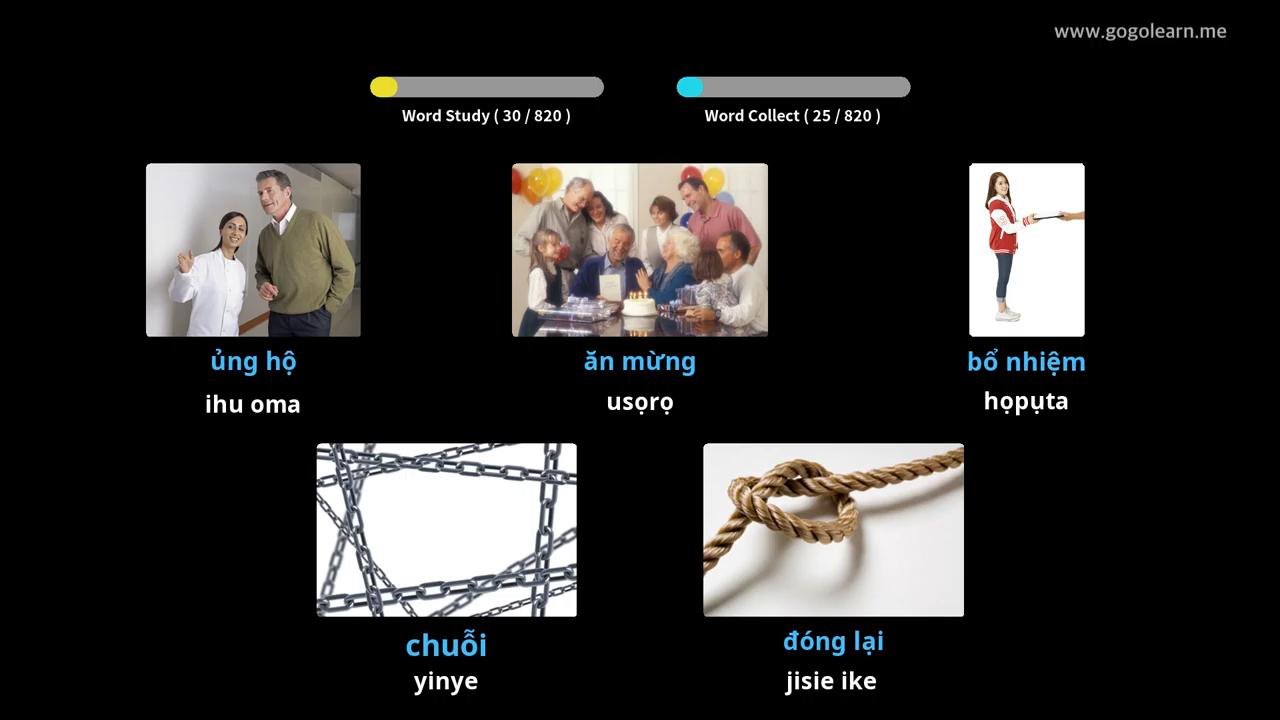 www.gogolearn.me
Word Study ( 30 / 820 )
Word Collect ( 25 / 820 )
ủng hộ
ihu oma
ăn mừng
usọrọ
bổ nhiệm
họpụta
chuỗi
yinye
đóng lại
jisie ike